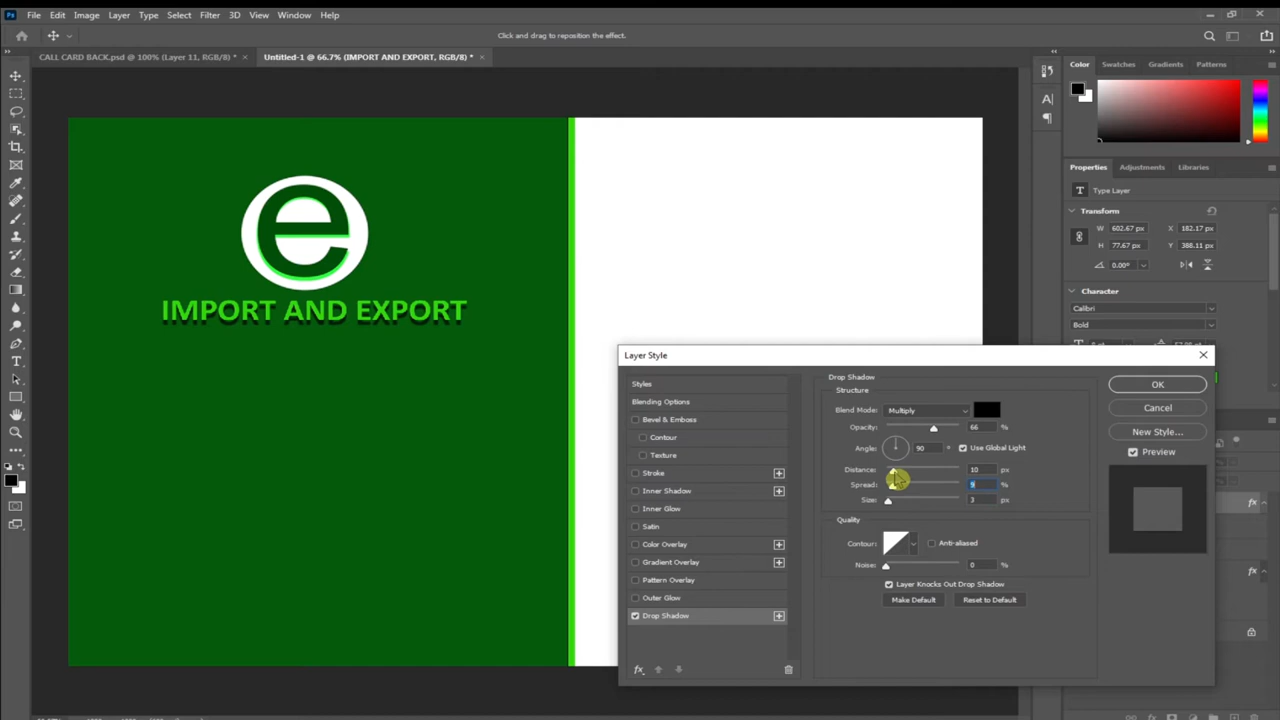 Ps File Edit Image Layer Type Select Filter 3D View Window Help
Click and drag to reposition the effect.
CALL CARD BACK.psd @ 100% (Layer 11, RGB/8) * ×
Untitled-1 @ 66.7% (IMPORT AND EXPORT, RGB/8) * ×
Color Swatches Gradients Patterns
Properties Adjustments Libraries
T Type Layer
Transform
W 602.67 px X 182.17 px
H 77.67 px Y 388.11 px
0.00°
Character
Calibri
Bold
e
IMPORT AND EXPORT
Layer Style
Styles
Blending Options
Bevel & Emboss
Contour
Texture
Stroke
Inner Shadow
Inner Glow
Satin
Color Overlay
Gradient Overlay
Pattern Overlay
Outer Glow
Drop Shadow
fx
Drop Shadow
Structure
Blend Mode: Multiply
Opacity: 66 %
Angle: 90 ° Use Global Light
Distance: 10 px
Spread: 9 %
Size: 3 px
Quality
Contour: Anti-aliased
Noise: 0 %
Layer Knocks Out Drop Shadow
Make Default Reset to Default
OK
Cancel
New Style...
Preview
fx
fx